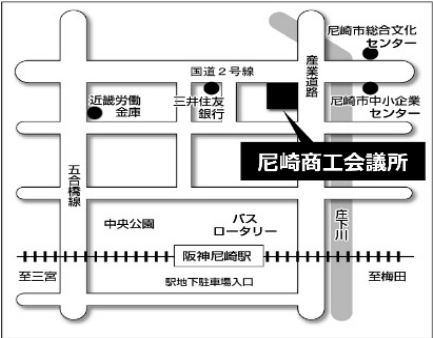 尼崎市総合文化
センター
国道2号線
産業道路
近畿労働
金庫
三井住友
銀行
尼崎市中小企業
センター
尼崎商工会議所
五合橋線
中央公園
バス
ロータリー
庄下川
阪神尼崎駅
至三宮
至梅田
駅地下駐車場入口